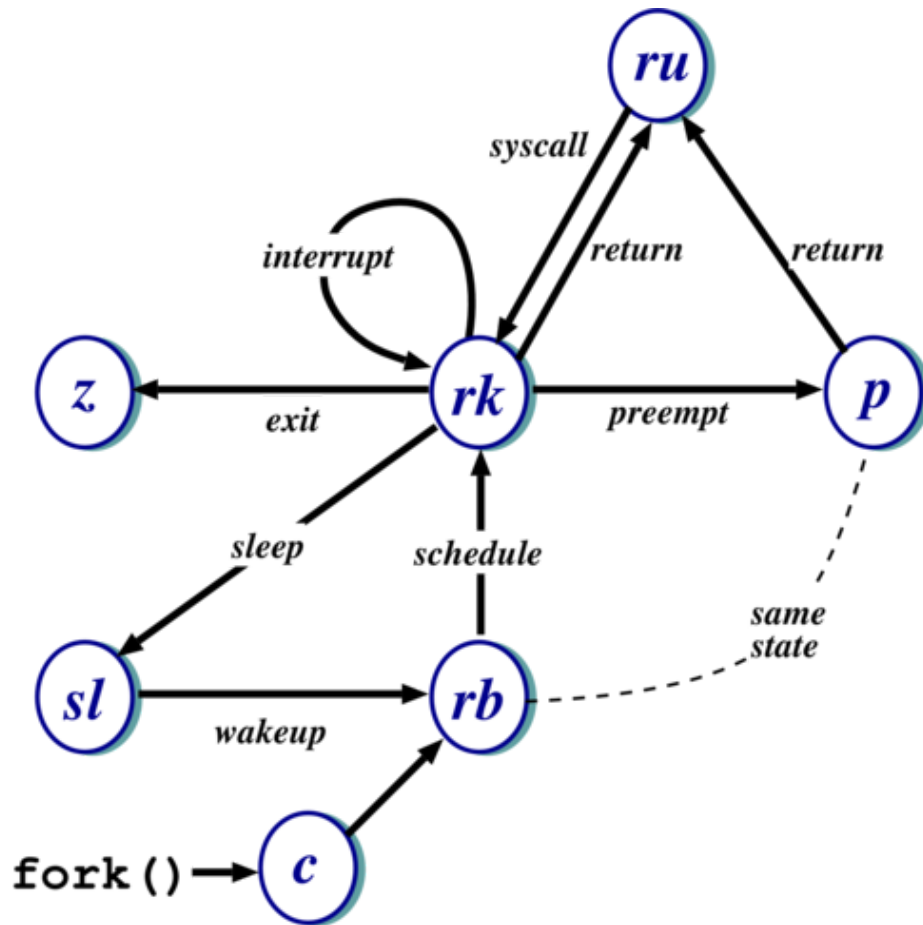 ru
syscall
interrupt
return
return
z
rk
p
exit
preempt
sleep
schedule
same
state
sl
rb
wakeup
fork()
c